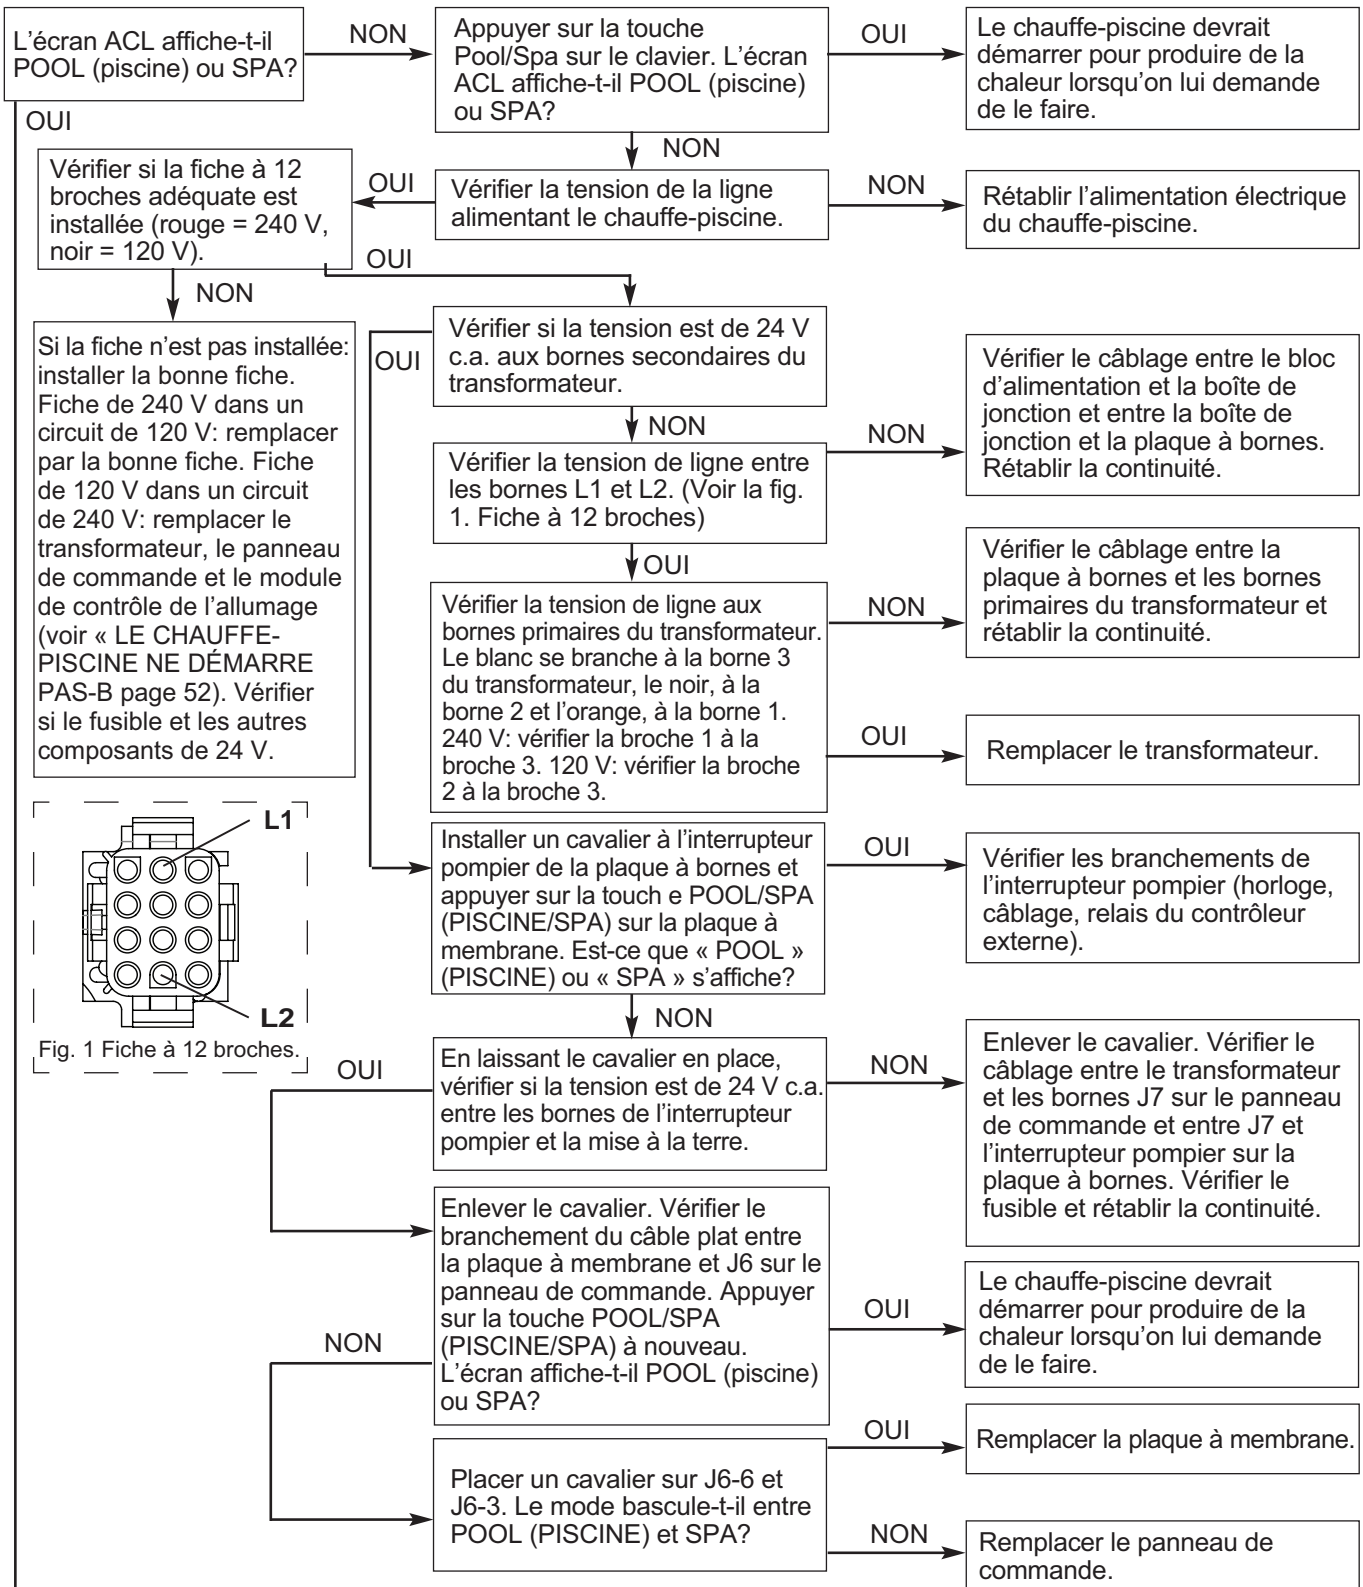 L'écran ACL affiche-t-il
POOL (piscine) ou SPA?
NON
Appuyer sur la touche
Pool/Spa sur le clavier. L'écran
ACL affiche-t-il POOL (piscine)
ou SPA?
OUI
Le chauffe-piscine devrait
démarrer pour produire de la
chaleur lorsqu'on lui demande
de le faire.
OUI
NON
Vérifier si la fiche à 12
broches adéquate est
installée (rouge = 240 V,
noir = 120 V).
OUI
Vérifier la tension de la ligne
alimentant le chauffe-piscine.
NON
Rétablir l'alimentation électrique
du chauffe-piscine.
OUI
NON
Si la fiche n'est pas installée:
installer la bonne fiche.
Fiche de 240 V dans un
circuit de 120 V: remplacer
par la bonne fiche. Fiche
de 120 V dans un circuit
de 240 V: remplacer le
transformateur, le panneau
de commande et le module
de contrôle de l'allumage
(voir « LE CHAUFFE-
PISCINE NE DÉMARRE
PAS-B page 52). Vérifier
si le fusible et les autres
composants de 24 V.
OUI
Vérifier si la tension est de 24 V
c.a. aux bornes secondaires du
transformateur.
NON
Vérifier la tension de ligne entre
les bornes L1 et L2. (Voir la fig.
1. Fiche à 12 broches)
NON
Vérifier le câblage entre le bloc
d'alimentation et la boîte de
jonction et entre la boîte de
jonction et la plaque à bornes.
Rétablir la continuité.
OUI
Vérifier la tension de ligne aux
bornes primaires du transformateur.
Le blanc se branche à la borne 3
du transformateur, le noir, à la
borne 2 et l'orange, à la borne 1.
240 V: vérifier la broche 1 à la
broche 3. 120 V: vérifier la broche
2 à la broche 3.
NON
Vérifier le câblage entre la
plaque à bornes et les bornes
primaires du transformateur et
rétablir la continuité.
OUI
Remplacer le transformateur.
L1
L2
Fig. 1 Fiche à 12 broches.
Installer un cavalier à l'interrupteur
pompier de la plaque à bornes et
appuyer sur la touch e POOL/SPA
(PISCINE/SPA) sur la plaque à
membrane. Est-ce que « POOL »
(PISCINE) ou « SPA » s'affiche?
OUI
Vérifier les branchements de
l'interrupteur pompier (horloge,
câblage, relais du contrôleur
externe).
NON
OUI
En laissant le cavalier en place,
vérifier si la tension est de 24 V c.a.
entre les bornes de l'interrupteur
pompier et la mise à la terre.
NON
Enlever le cavalier. Vérifier le
câblage entre le transformateur
et les bornes J7 sur le panneau
de commande et entre J7 et
l'interrupteur pompier sur la
plaque à bornes. Vérifier le
fusible et rétablir la continuité.
Enlever le cavalier. Vérifier le
branchement du câble plat entre
la plaque à membrane et J6 sur le
panneau de commande. Appuyer
sur la touche POOL/SPA
(PISCINE/SPA) à nouveau.
L'écran affiche-t-il POOL (piscine)
ou SPA?
OUI
Le chauffe-piscine devrait
démarrer pour produire de la
chaleur lorsqu'on lui demande
de le faire.
NON
Placer un cavalier sur J6-6 et
J6-3. Le mode bascule-t-il entre
POOL (PISCINE) et SPA?
OUI
Remplacer la plaque à membrane.
NON
Remplacer le panneau de
commande.